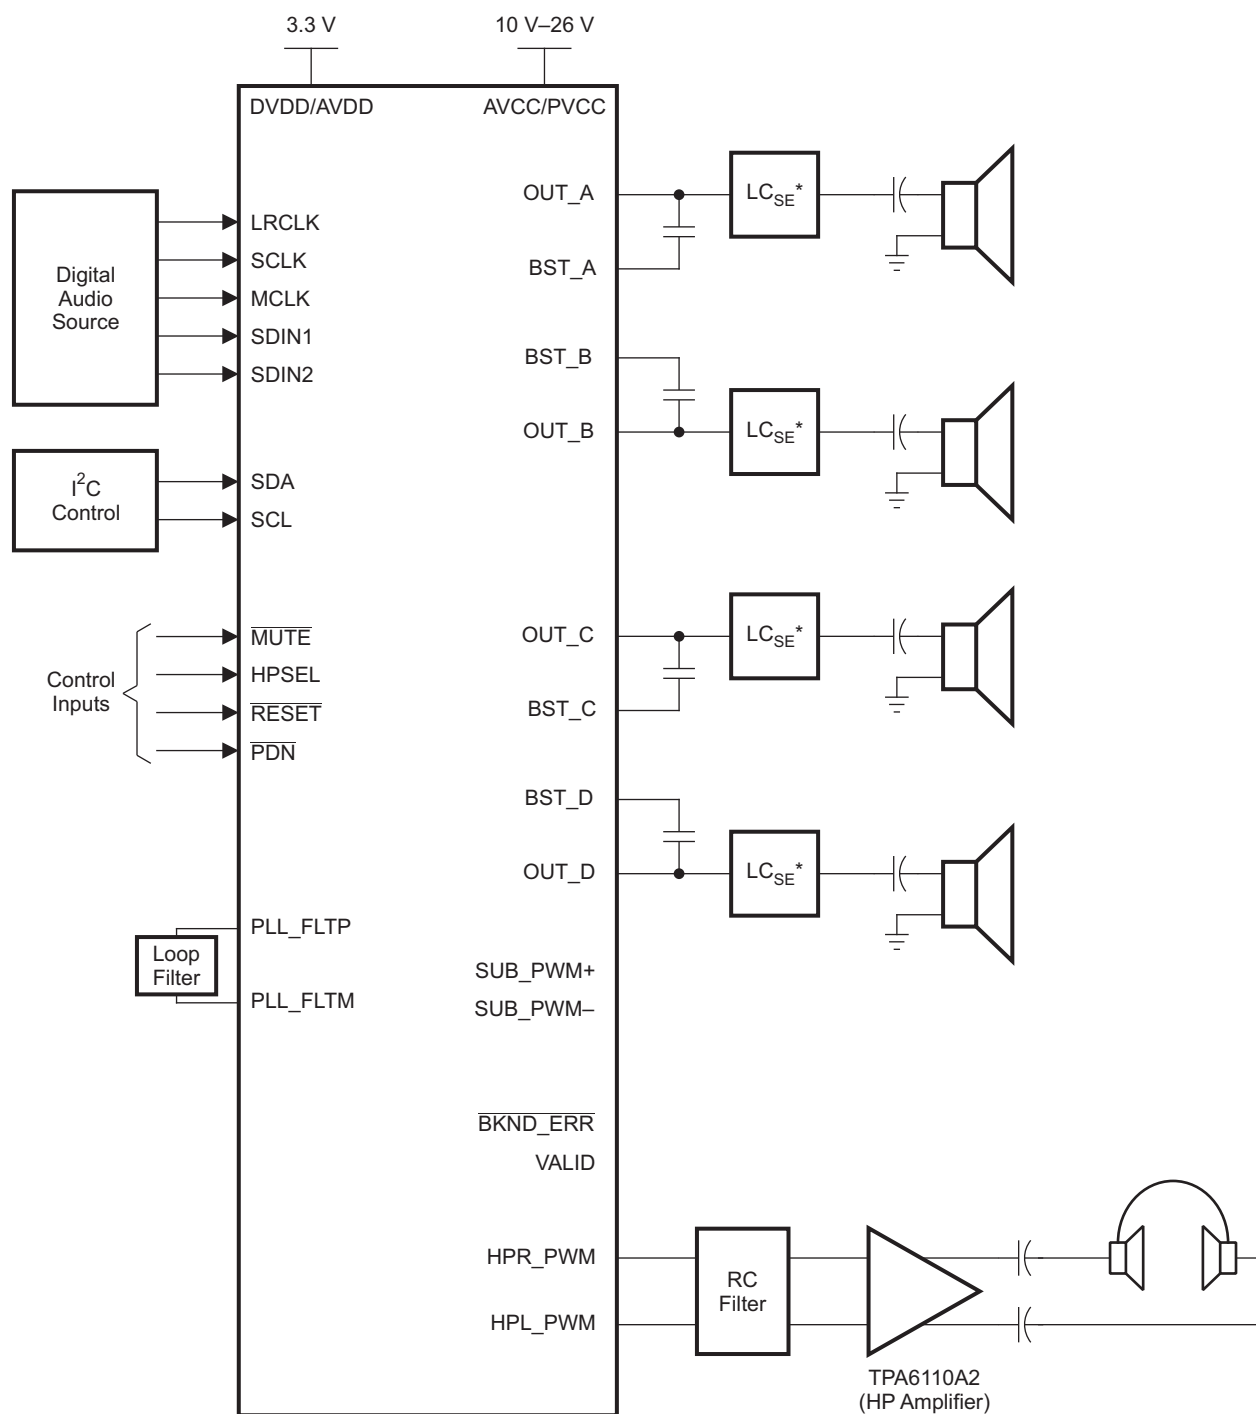 3.3 V
10 V–26 V
DVDD/AVDD
AVCC/PVCC
Digital
Audio
Source
LRCLK
SCLK
MCLK
SDIN1
SDIN2
I²C
Control
SDA
SCL
Control
Inputs
MUTE
HPSEL
RESET
PDN
Loop
Filter
PLL_FLTP
PLL_FLTM
OUT_A
LCSE*
BST_A
BST_B
OUT_B
LCSE*
OUT_C
LCSE*
BST_C
BST_D
OUT_D
LCSE*
SUB_PWM+
SUB_PWM–
BKND_ERR
VALID
HPR_PWM
HPL_PWM
RC
Filter
TPA6110A2
(HP Amplifier)